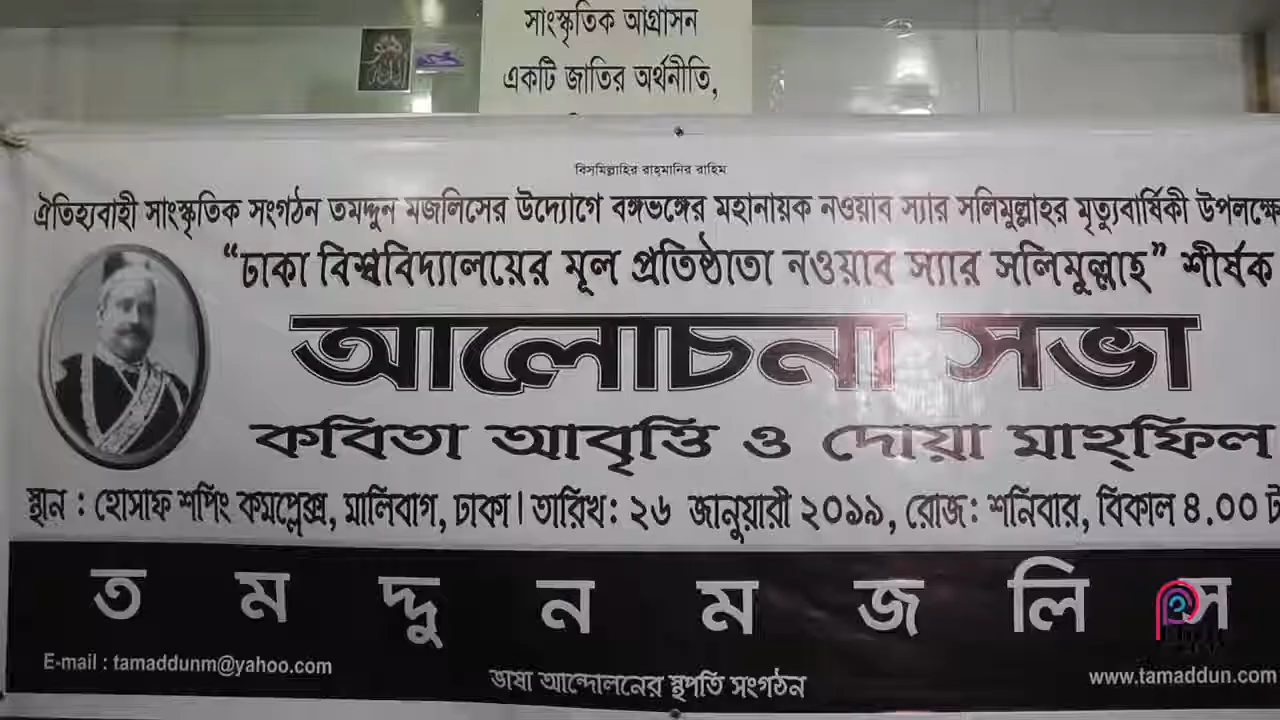 সাংস্কৃতিক আগ্রাসন
একটি জাতির অর্থনীতি,
বিসমিল্লাহির রাহমানির রাহিম
ঐতিহ্যবাহী সাংস্কৃতিক সংগঠন তমদ্দুন মজলিসের উদ্যোগে বঙ্গভঙ্গের মহানায়ক নওয়াব স্যার সলিমুল্লাহর মৃত্যুবার্ষিকী উপলক্ষে
“ঢাকা বিশ্ববিদ্যালয়ের মূল প্রতিষ্ঠাতা নওয়াব স্যার সলিমুল্লাহ” শীর্ষক
আলোচনা সভা
কবিতা আবৃত্তি ও দোয়া মাহ্ফিল
স্থান : হোসাফ শপিং কমপ্লেক্স, মালিবাগ, ঢাকা। তারিখ: ২৬ জানুয়ারী ২০১৯, রোজ: শনিবার, বিকাল ৪.০০ ট
ত ম দ্দু ন ম জ লি স
E-mail : tamaddunm@yahoo.com
ভাষা আন্দোলনের স্থপতি সংগঠন
www.tamaddun.com